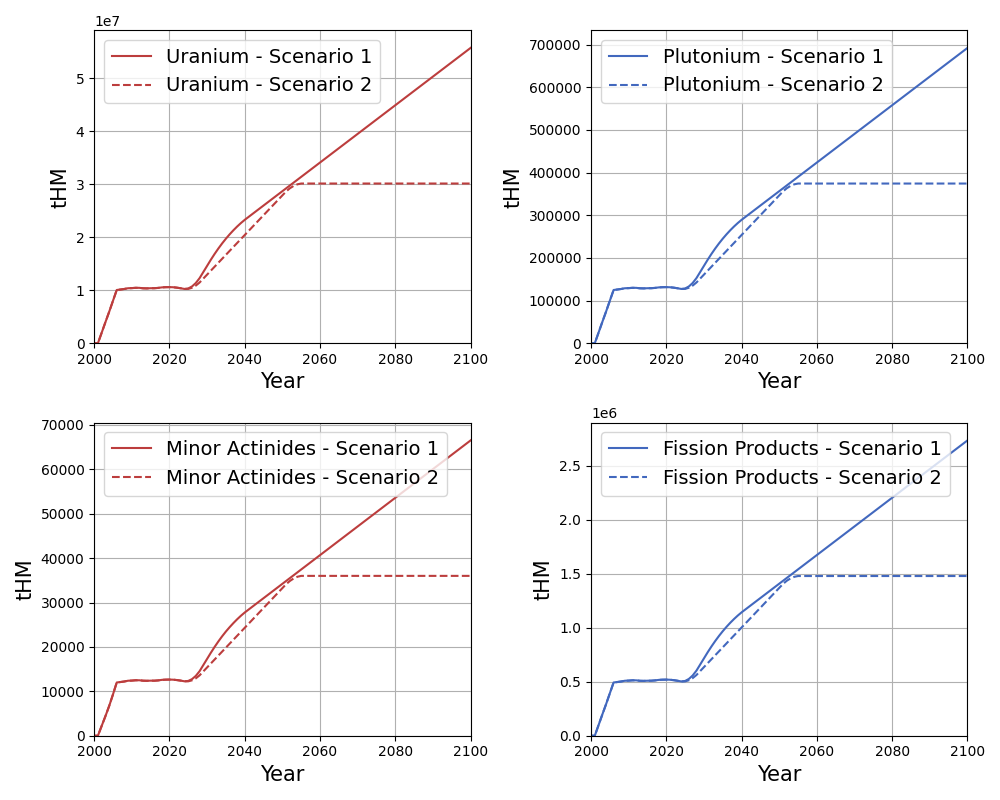 1e7
Uranium - Scenario 1
Uranium - Scenario 2
5
4
3
2
1
0
tHM
2000 2020 2040 2060 2080 2100
Year
Plutonium - Scenario 1
Plutonium - Scenario 2
700000
600000
500000
400000
300000
200000
100000
0
tHM
2000 2020 2040 2060 2080 2100
Year
Minor Actinides - Scenario 1
Minor Actinides - Scenario 2
70000
60000
50000
40000
30000
20000
10000
0
tHM
2000 2020 2040 2060 2080 2100
Year
1e6
Fission Products - Scenario 1
Fission Products - Scenario 2
2.5
2.0
1.5
1.0
0.5
0.0
tHM
2000 2020 2040 2060 2080 2100
Year